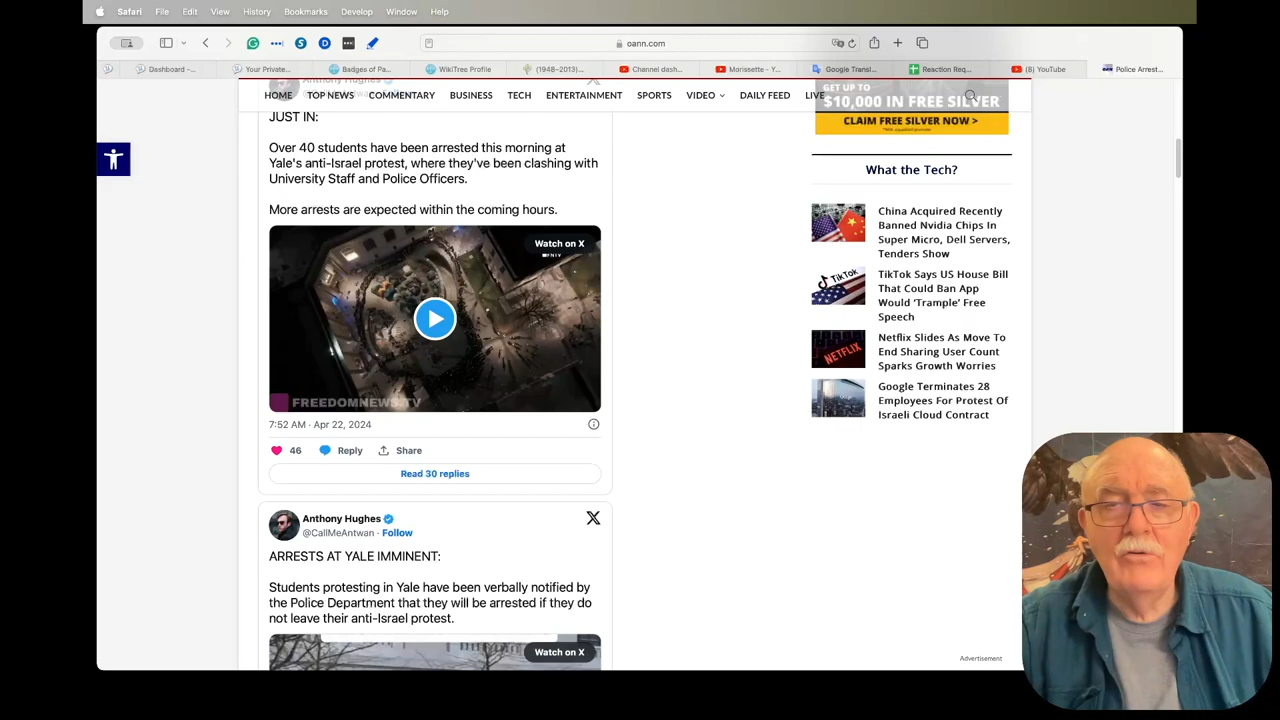 Safari File Edit View History Bookmarks Develop Window Help
oann.com
Dashboard -...
Your Private...
Badges of Pa...
WikiTree Profile
(1948–2013)...
Channel dash...
Morissette - Y...
Google Transl...
Reaction Req...
(8) YouTube
Police Arrest...
Anthony Hughes
HOME TOP NEWS COMMENTARY BUSINESS TECH ENTERTAINMENT SPORTS VIDEO DAILY FEED LIVE
JUST IN:
Over 40 students have been arrested this morning at
Yale's anti-Israel protest, where they've been clashing with
University Staff and Police Officers.
More arrests are expected within the coming hours.
Watch on X
FNTV
FREEDOMNEWS.TV
7:52 AM · Apr 22, 2024
46 Reply Share
Read 30 replies
Anthony Hughes
@CallMeAntwan · Follow
ARRESTS AT YALE IMMINENT:
Students protesting in Yale have been verbally notified by
the Police Department that they will be arrested if they do
not leave their anti-Israel protest.
Watch on X
GET UP TO
$10,000 IN FREE SILVER
CLAIM FREE SILVER NOW >
What the Tech?
China Acquired Recently
Banned Nvidia Chips In
Super Micro, Dell Servers,
Tenders Show
TikTok
TikTok Says US House Bill
That Could Ban App
Would ‘Trample’ Free
Speech
NETFLIX
Netflix Slides As Move To
End Sharing User Count
Sparks Growth Worries
Google Terminates 28
Employees For Protest Of
Israeli Cloud Contract
Advertisement